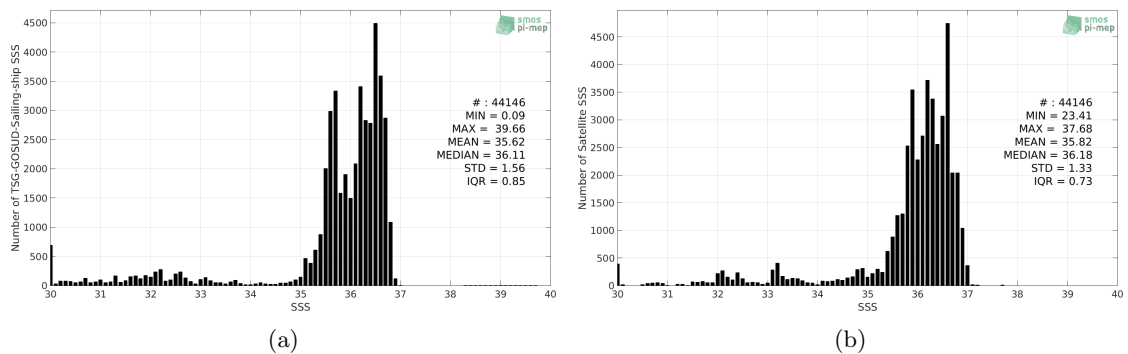 Number of TSG-GOSUD-Sailing-ship SSS
4500
4000
3500
3000
2500
2000
1500
1000
500
0
30
31
32
33
34
35
36
37
38
39
40
SSS
smos
pi-mep
# : 44146
MIN = 0.09
MAX = 39.66
MEAN = 35.62
MEDIAN = 36.11
STD = 1.56
IQR = 0.85
(a)
Number of Satellite SSS
4500
4000
3500
3000
2500
2000
1500
1000
500
0
30
31
32
33
34
35
36
37
38
39
40
SSS
smos
pi-mep
# : 44146
MIN = 23.41
MAX = 37.68
MEAN = 35.82
MEDIAN = 36.18
STD = 1.33
IQR = 0.73
(b)